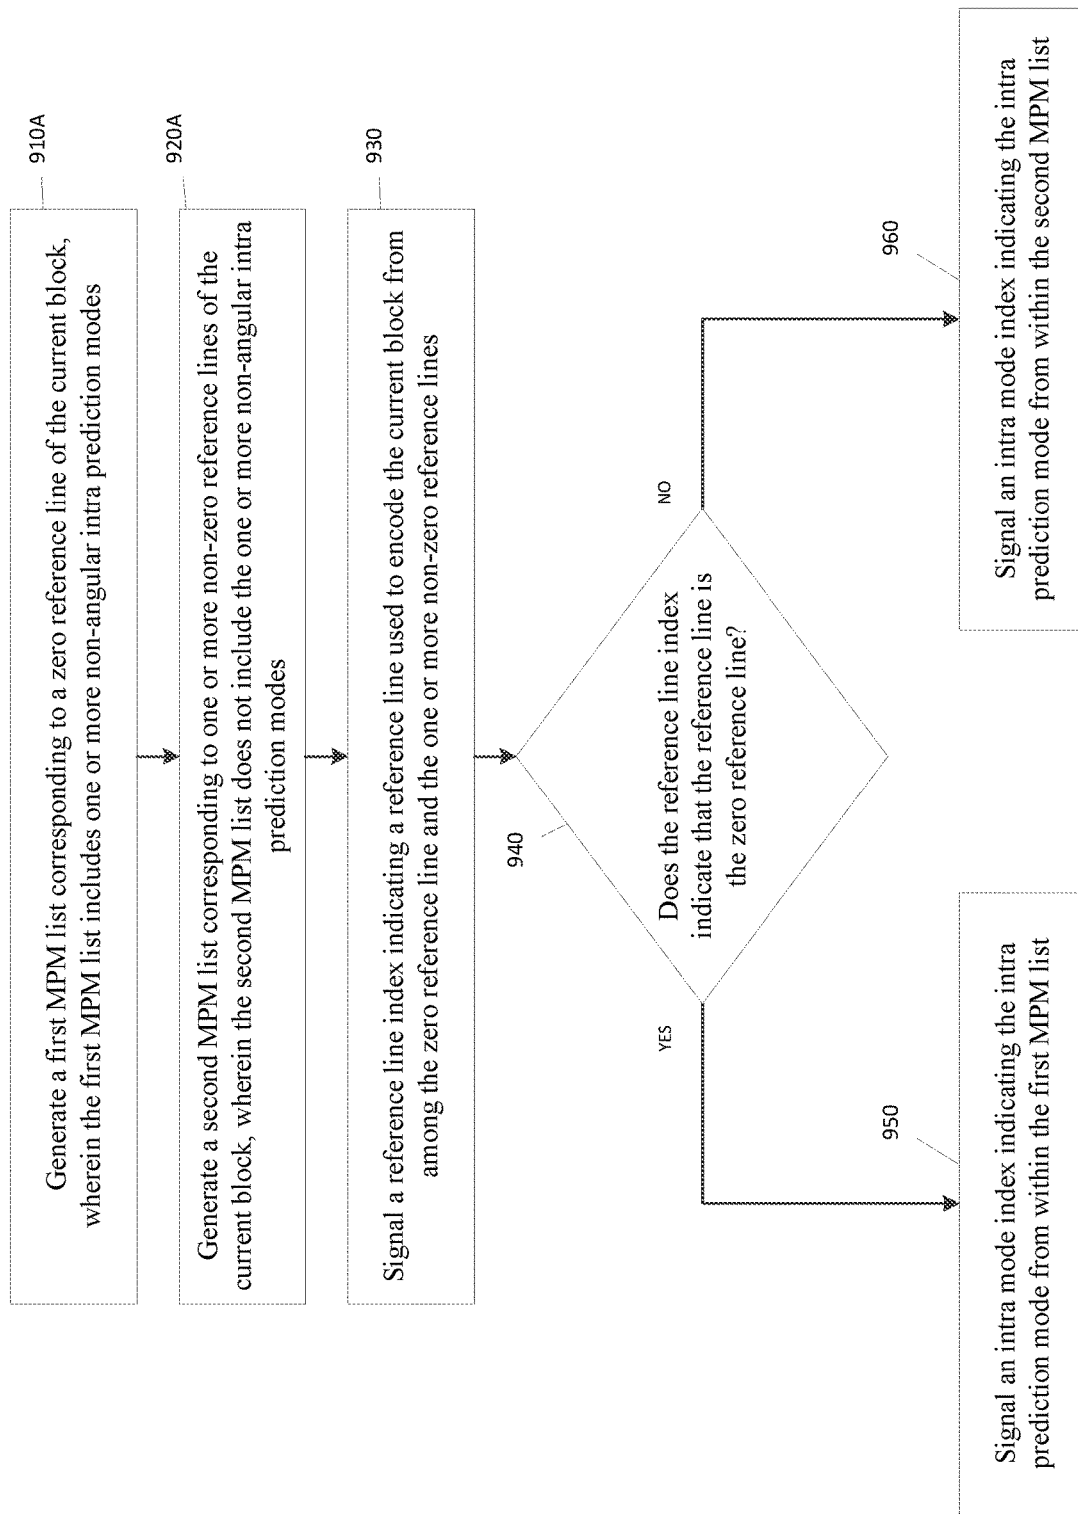 910A
Generate a first MPM list corresponding to a zero reference line of the current block,
wherein the first MPM list includes one or more non-angular intra prediction modes
920A
Generate a second MPM list corresponding to one or more non-zero reference lines of the
current block, wherein the second MPM list does not include the one or more non-angular intra
prediction modes
930
Signal a reference line index indicating a reference line used to encode the current block from
among the zero reference line and the one or more non-zero reference lines
940
Does the reference line index
indicate that the reference line is
the zero reference line?
YES
NO
950
Signal an intra mode index indicating the intra
prediction mode from within the first MPM list
960
Signal an intra mode index indicating the intra
prediction mode from within the second MPM list